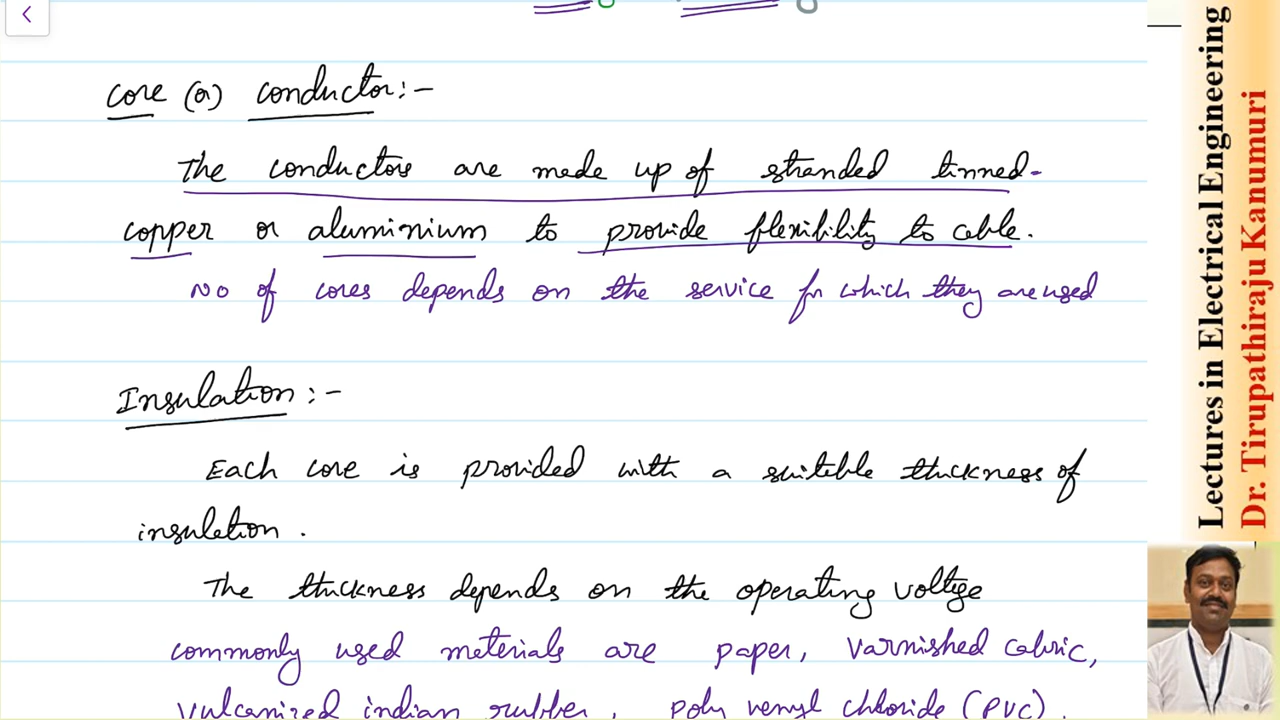 core (or) conductor:-
The conductors are made up of stranded tinned-
copper or aluminium to provide flexibility to cable.
No of cores depends on the service for which they are used
Insulation:-
Each core is provided with a suitable thickness of
insulation.
The thickness depends on the operating voltage
commonly used materials are paper, varnished cabric,
vulcanized indian rubber, poly venyl chloride (PVC).
Lectures in Electrical Engineering
Dr. Tirupathiraju Kanumuri